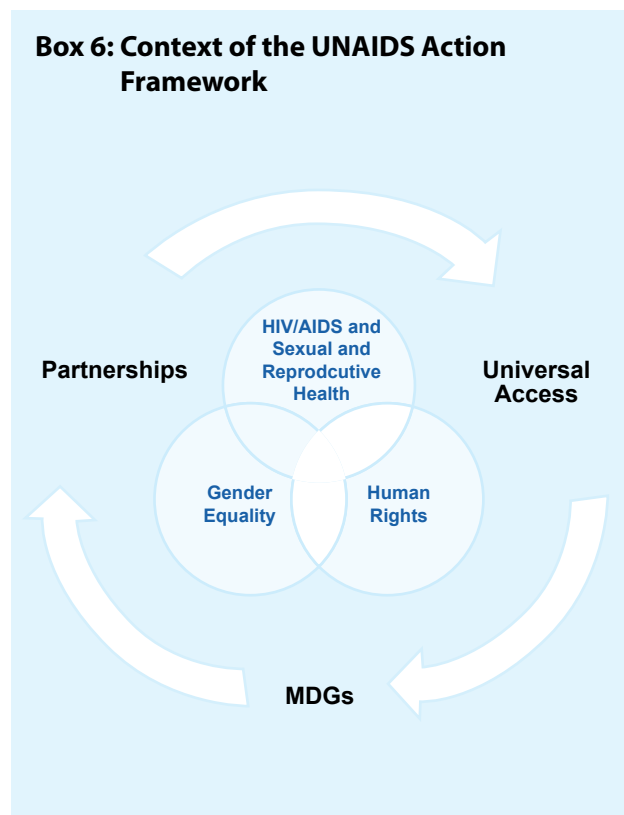 Box 6: Context of the UNAIDS Action
Framework
HIV/AIDS and
Sexual and
Reprodcutive
Health
Partnerships
Universal
Access
Gender
Equality
Human
Rights
MDGs